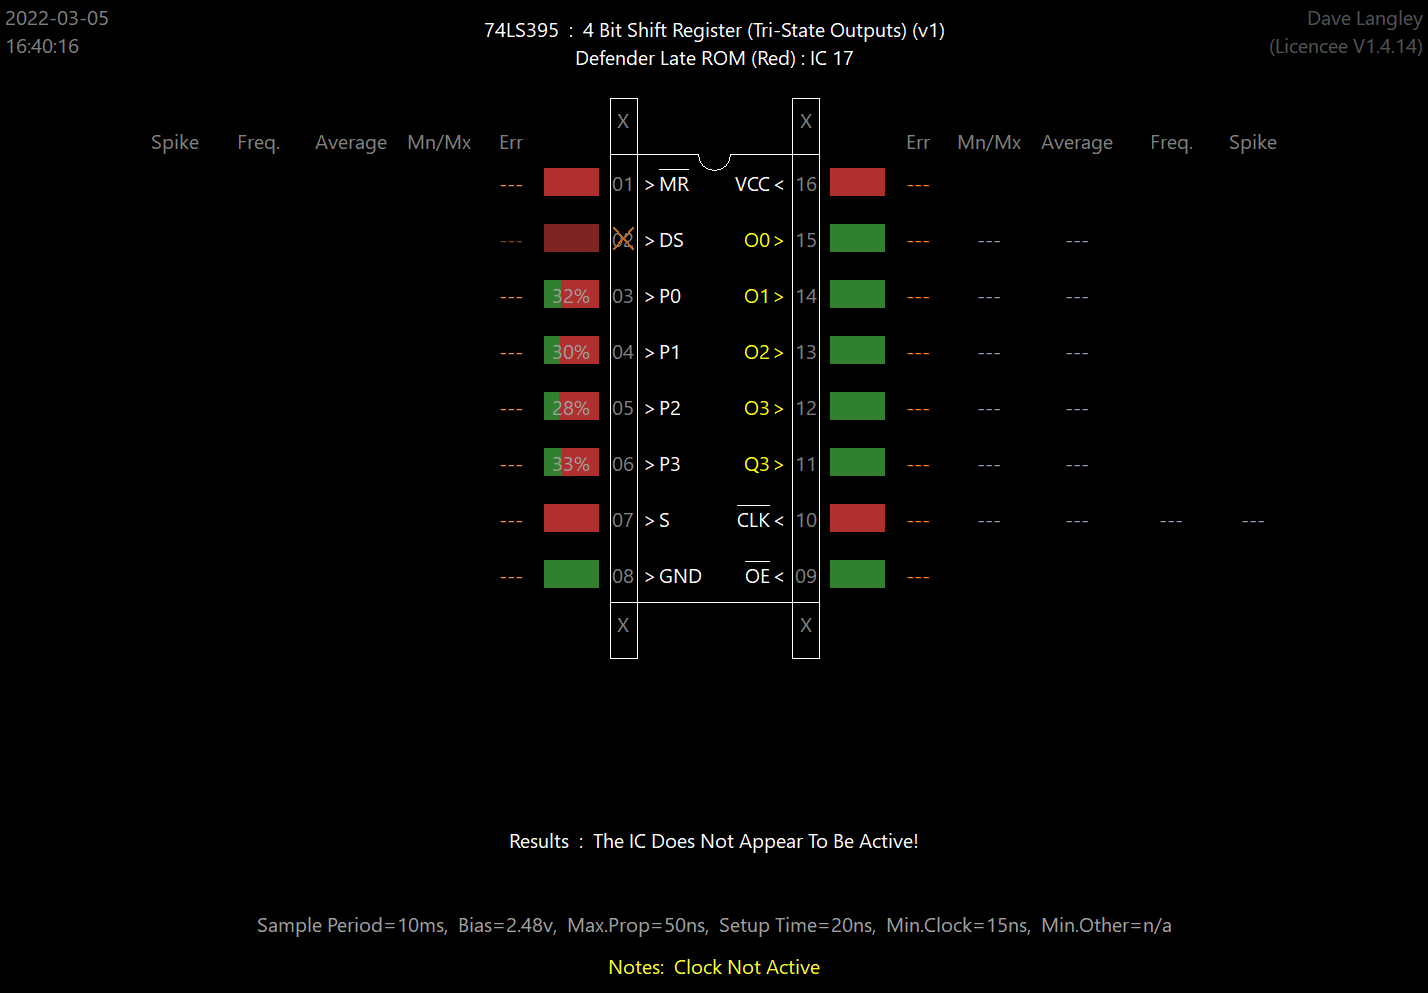 2022-03-05
16:40:16
74LS395 : 4 Bit Shift Register (Tri-State Outputs) (v1)
Defender Late ROM (Red) : IC 17
Dave Langley
(Licencee V1.4.14)
X X
Spike Freq. Average Mn/Mx Err Err Mn/Mx Average Freq. Spike
--- 01 > MR VCC < 16 ---
--- 02 > DS O0 > 15 --- --- ---
--- 32% 03 > P0 O1 > 14 --- --- ---
--- 30% 04 > P1 O2 > 13 --- --- ---
--- 28% 05 > P2 O3 > 12 --- --- ---
--- 33% 06 > P3 Q3 > 11 --- --- ---
--- 07 > S CLK < 10 --- --- --- --- ---
--- 08 > GND OE < 09 ---
X X
Results : The IC Does Not Appear To Be Active!
Sample Period=10ms, Bias=2.48v, Max.Prop=50ns, Setup Time=20ns, Min.Clock=15ns, Min.Other=n/a
Notes: Clock Not Active